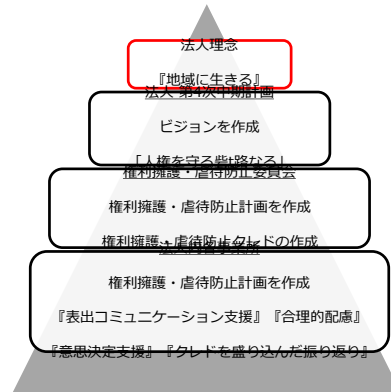 法人理念
『地域に生きる』
法人 第4次中期計画
ビジョンを作成
「人権を守る砦t路なる」
権利擁護・虐待防止委員会
権利擁護・虐待防止計画を作成
権利擁護・虐待防止クレドの作成
権利擁護・虐待防止計画を作成
『表出コミュニケーション支援』『合理的配慮』
『意思決定支援』『クレドを盛り込んだ振り返り』